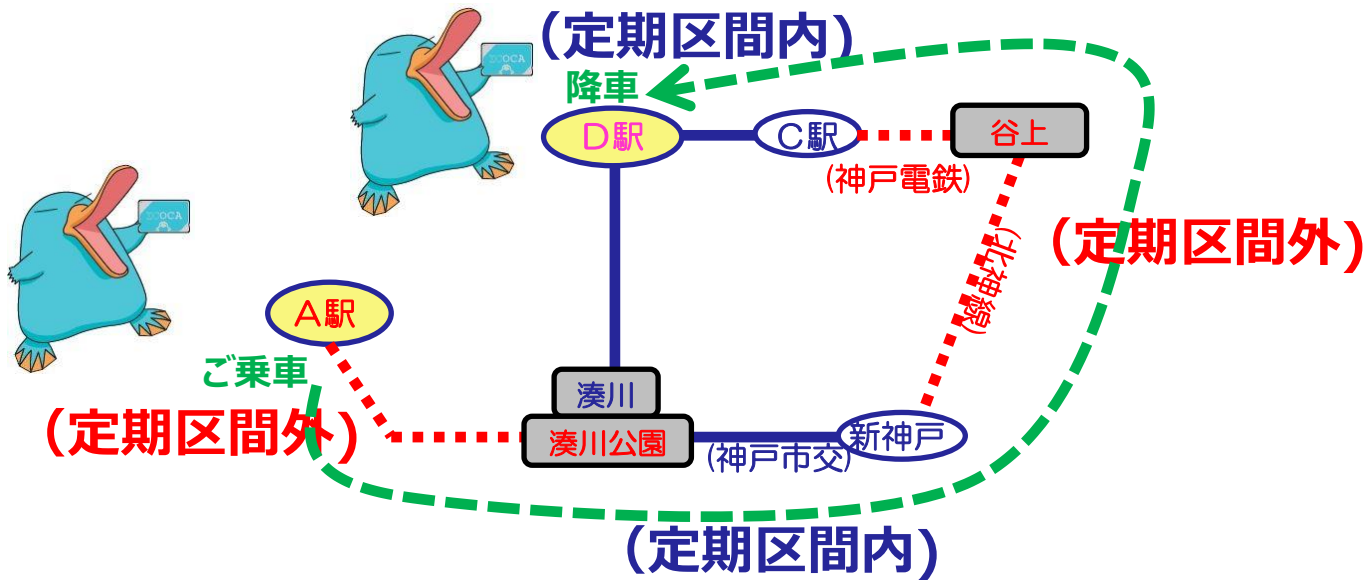 （定期区間内）
ICOCA
降車
D駅
C駅
谷上
(神戸電鉄)
ICOCA
（定期区間外）
(北神線)
A駅
ご乗車
湊川
（定期区間外）
湊川公園
新神戸
(神戸市交)
（定期区間内）